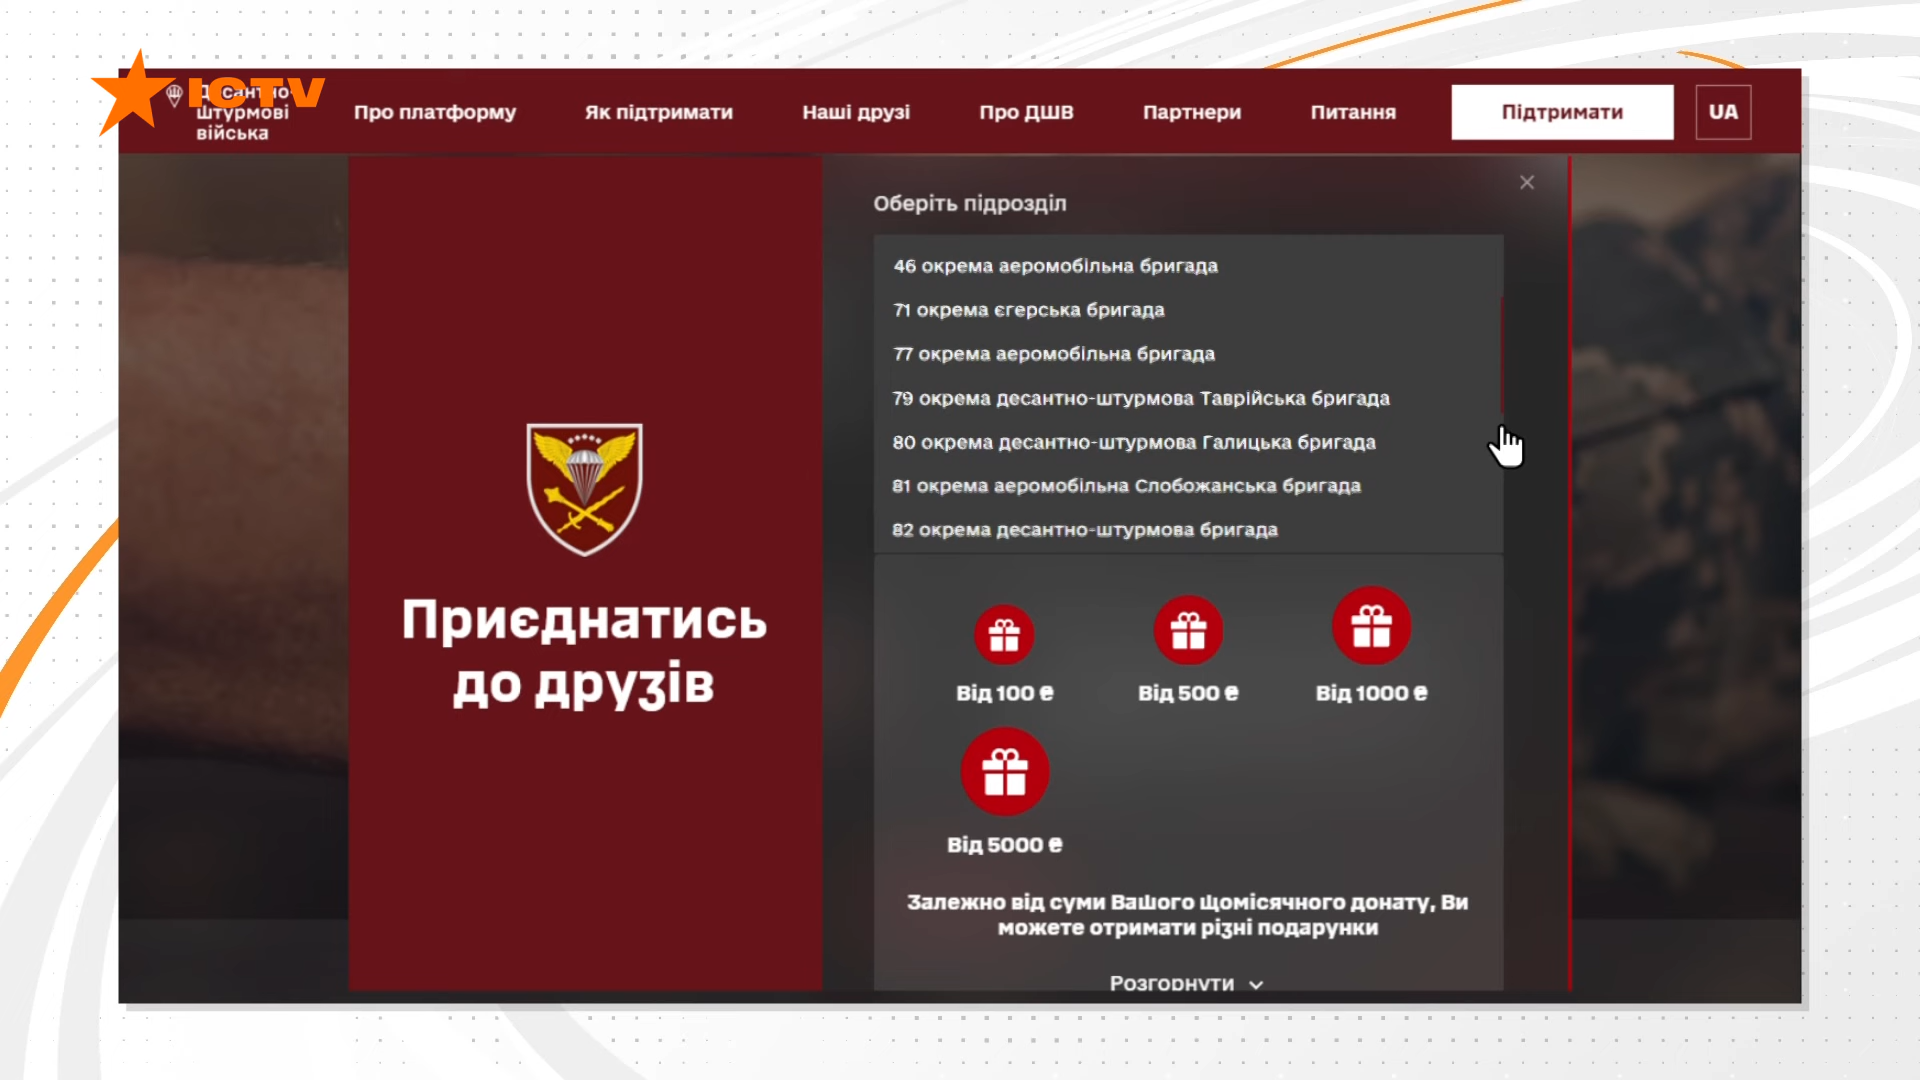 ICTV
Десантно-
штурмові
війська
Про платформу
Як підтримати
Наші друзі
Про ДШВ
Партнери
Питання
Підтримати
UA
Оберіть підрозділ
46 окрема аеромобільна бригада
71 окрема єгерська бригада
77 окрема аеромобільна бригада
79 окрема десантно-штурмова Таврійська бригада
80 окрема десантно-штурмова Галицька бригада
81 окрема аеромобільна Слобожанська бригада
82 окрема десантно-штурмова бригада
Приєднатись
до друзів
Від 100 ₴
Від 500 ₴
Від 1000 ₴
Від 5000 ₴
Залежно від суми Вашого щомісячного донату, Ви
можете отримати різні подарунки
Розгорнути